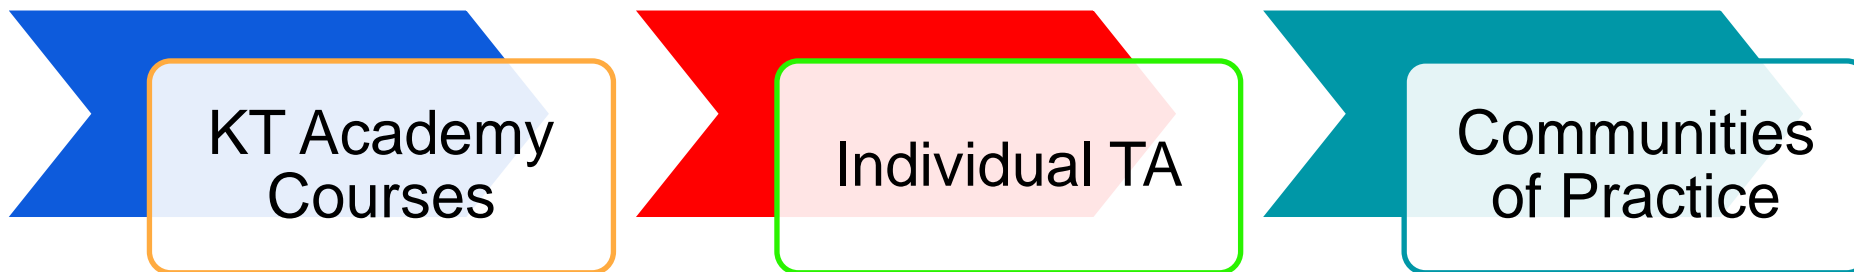 KT Academy
Courses
Individual TA
Communities
of Practice